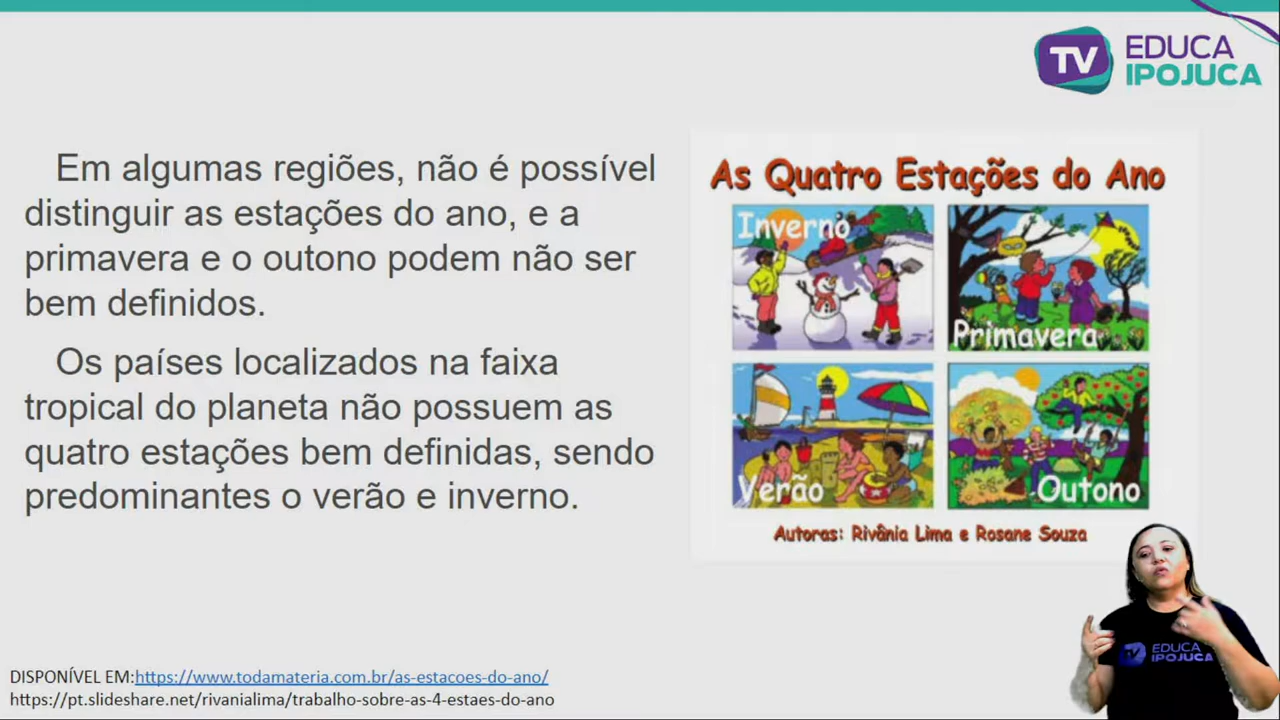 TV EDUCA
IPOJUCA
Em algumas regiões, não é possível
distinguir as estações do ano, e a
primavera e o outono podem não ser
bem definidos.
Os países localizados na faixa
tropical do planeta não possuem as
quatro estações bem definidas, sendo
predominantes o verão e inverno.
As Quatro Estações do Ano
Inverno
Primavera
Verão
Outono
Autoras: Rivânia Lima e Rosane Souza
TV EDUCA
IPOJUCA
DISPONÍVEL EM:https://www.todamateria.com.br/as-estacoes-do-ano/
https://pt.slideshare.net/rivanialima/trabalho-sobre-as-4-estaes-do-ano